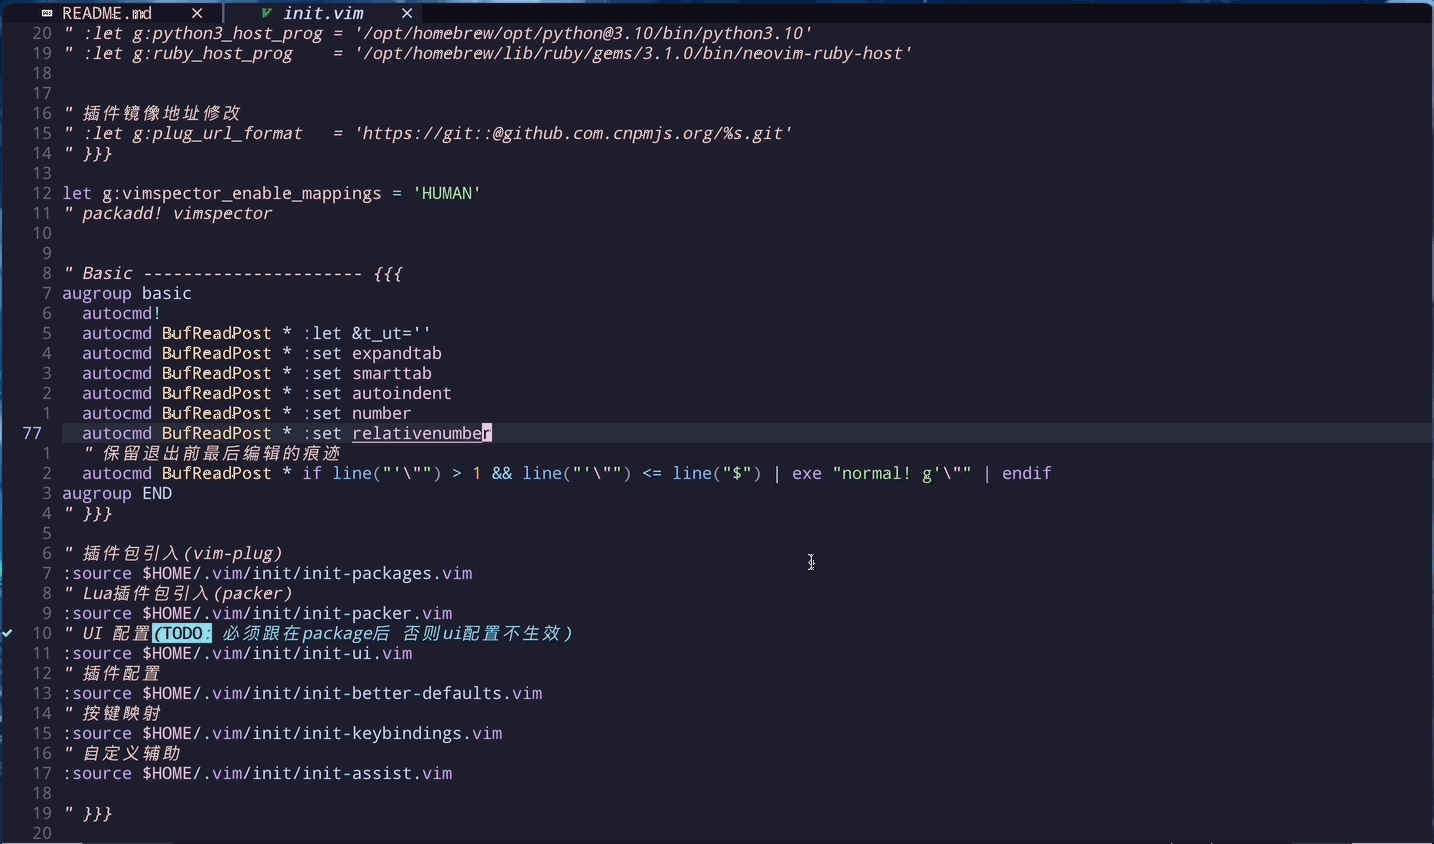 README.md × init.vim ×
20 " :let g:python3_host_prog = '/opt/homebrew/opt/python@3.10/bin/python3.10'
19 " :let g:ruby_host_prog    = '/opt/homebrew/lib/ruby/gems/3.1.0/bin/neovim-ruby-host'
18
17
16 " 插件镜像地址修改
15 " :let g:plug_url_format   = 'https://git::@github.com.cnpmjs.org/%s.git'
14 " }}}
13
12 let g:vimspector_enable_mappings = 'HUMAN'
11 " packadd! vimspector
10
9
8 " Basic ---------------------- {{{
7 augroup basic
6   autocmd!
5   autocmd BufReadPost * :let &t_ut=''
4   autocmd BufReadPost * :set expandtab
3   autocmd BufReadPost * :set smarttab
2   autocmd BufReadPost * :set autoindent
1   autocmd BufReadPost * :set number
77   autocmd BufReadPost * :set relativenumber
1   " 保留退出前最后编辑的痕迹
2   autocmd BufReadPost * if line("'\"") > 1 && line("'\"") <= line("$") | exe "normal! g'\"" | endif
3 augroup END
4 " }}}
5
6 " 插件包引入(vim-plug)
7 :source $HOME/.vim/init/init-packages.vim
8 " Lua插件包引入(packer)
9 :source $HOME/.vim/init/init-packer.vim
10 " UI 配置(TODO: 必须跟在package后 否则ui配置不生效)
11 :source $HOME/.vim/init/init-ui.vim
12 " 插件配置
13 :source $HOME/.vim/init/init-better-defaults.vim
14 " 按键映射
15 :source $HOME/.vim/init/init-keybindings.vim
16 " 自定义辅助
17 :source $HOME/.vim/init/init-assist.vim
18
19 " }}}
20